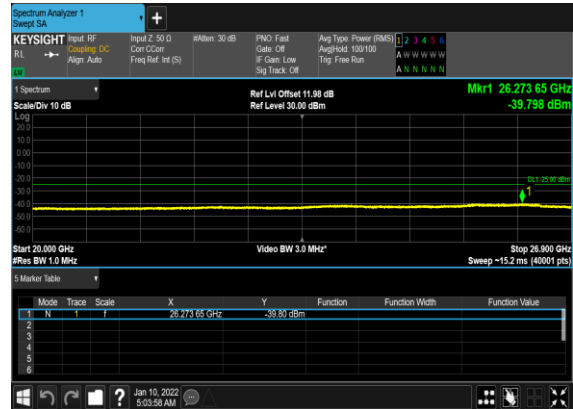 Spectrum Analyzer 1
Swept SA
KEYSIGHT Input: RF Input Z: 50 Ω #Atten: 30 dB PNO: Fast Avg Type: Power (RMS) 1 2 3 4 5 6
RL Coupling: DC Corr CCorr Gate: Off Avg|Hold: 100/100 A W W W W W
Align: Auto Freq Ref: Int (S) IF Gain: Low Trig: Free Run
LW Sig Track: Off A N N N N N
1 Spectrum Ref Lvl Offset 11.98 dB Mkr1 26.273 65 GHz
Scale/Div 10 dB Ref Level 30.00 dBm -39.798 dBm
Log
20.0
10.0
0.00
-10.0
-20.0 DL1 -25.00 dBm
-30.0 1
-40.0
-50.0
-60.0
Start 20.000 GHz Video BW 3.0 MHz* Stop 26.900 GHz
#Res BW 1.0 MHz Sweep ~15.2 ms (40001 pts)
5 Marker Table
Mode Trace Scale X Y Function Function Width Function Value
1 N 1 f 26.273 65 GHz -39.80 dBm
2
3
4
5
6
? Jan 10, 2022
5:03:58 AM